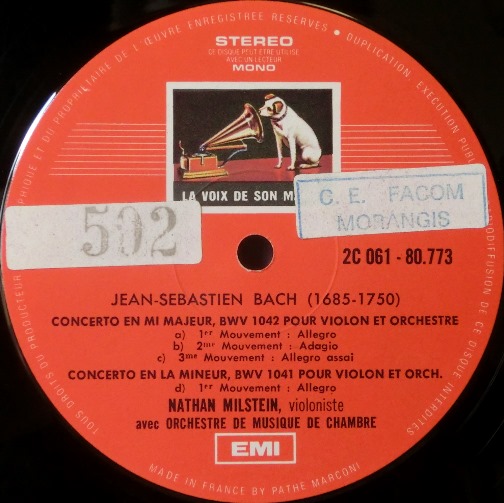 STEREO
CE DISQUE PEUT ETRE UTILISE
AVEC UN LECTEUR
MONO
LA VOIX DE SON M
502
C. E. FACOM
MORANGIS
2C 061 - 80.773
JEAN-SEBASTIEN BACH (1685-1750)
CONCERTO EN MI MAJEUR, BWV 1042 POUR VIOLON ET ORCHESTRE
a) 1er Mouvement : Allegro
b) 2me Mouvement : Adagio
c) 3me Mouvement : Allegro assai
CONCERTO EN LA MINEUR, BWV 1041 POUR VIOLON ET ORCH.
d) 1er Mouvement : Allegro
NATHAN MILSTEIN, violoniste
avec ORCHESTRE DE MUSIQUE DE CHAMBRE
EMI
MADE IN FRANCE BY PATHE MARCONI
TOUS DROITS DU PRODUCTEUR
PHIQUE ET DU PROPRIETAIRE DE L'ŒUVRE ENREGISTREE RESERVES • DUPLICATION EXECUTION PUBL
RADIODIFFUSION DE CE DISQUE INTERDITES